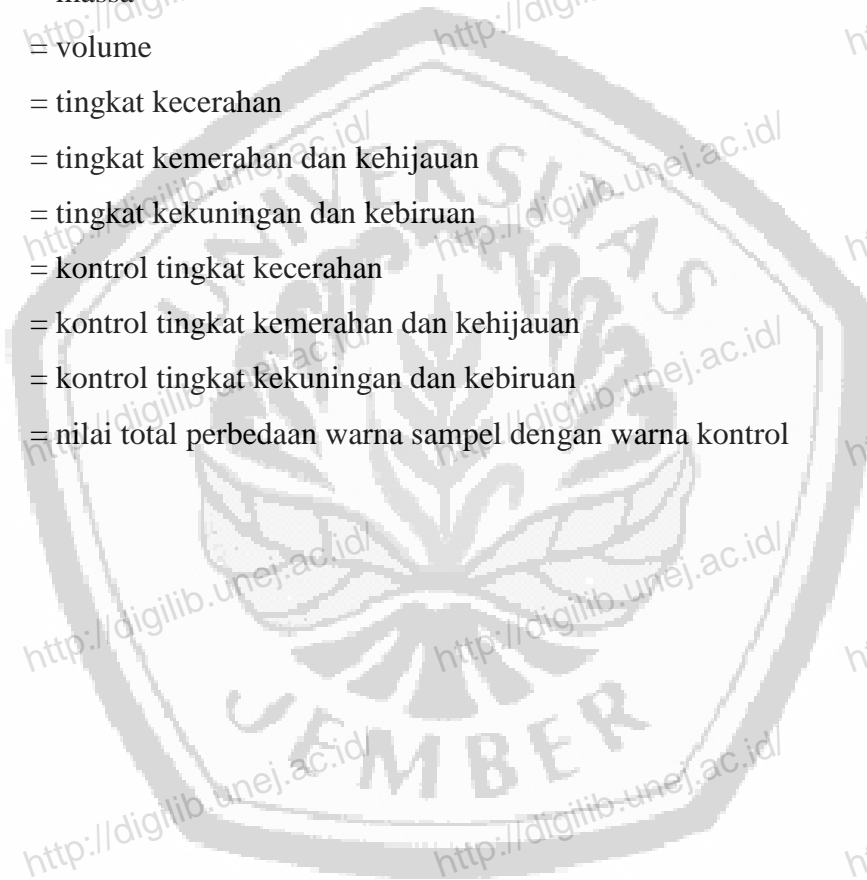 massa
= volume
= tingkat kecerahan
= tingkat kemerahan dan kehijauan
= tingkat kekuningan dan kebiruan
= kontrol tingkat kecerahan
= kontrol tingkat kemerahan dan kehijauan
= kontrol tingkat kekuningan dan kebiruan
= nilai total perbedaan warna sampel dengan warna kontrol
UNIVERSITAS
JEMBER
http://digilib.unej.ac.id/
http://digilib.unej.ac.id/
http://digilib.unej.ac.id/
http://digilib.unej.ac.id/
http://digilib.unej.ac.id/
http://digilib.unej.ac.id/
http://digilib.unej.ac.id/
http://digilib.unej.ac.id/